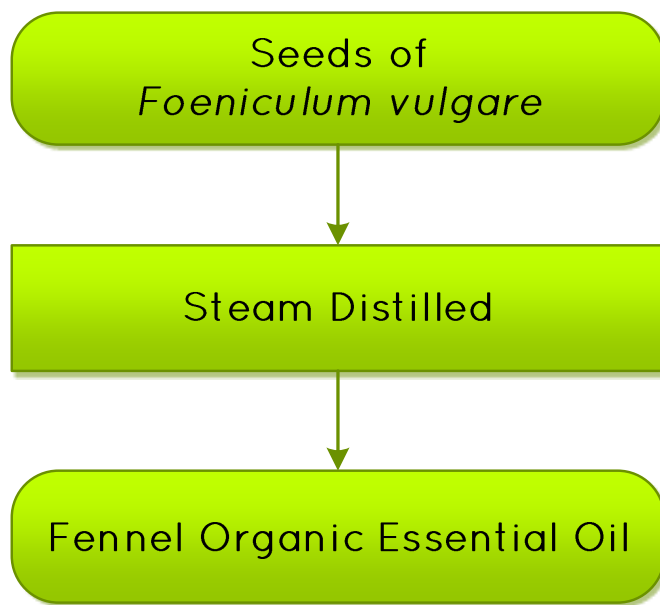 Seeds of
Foeniculum vulgare
Steam Distilled
Fennel Organic Essential Oil